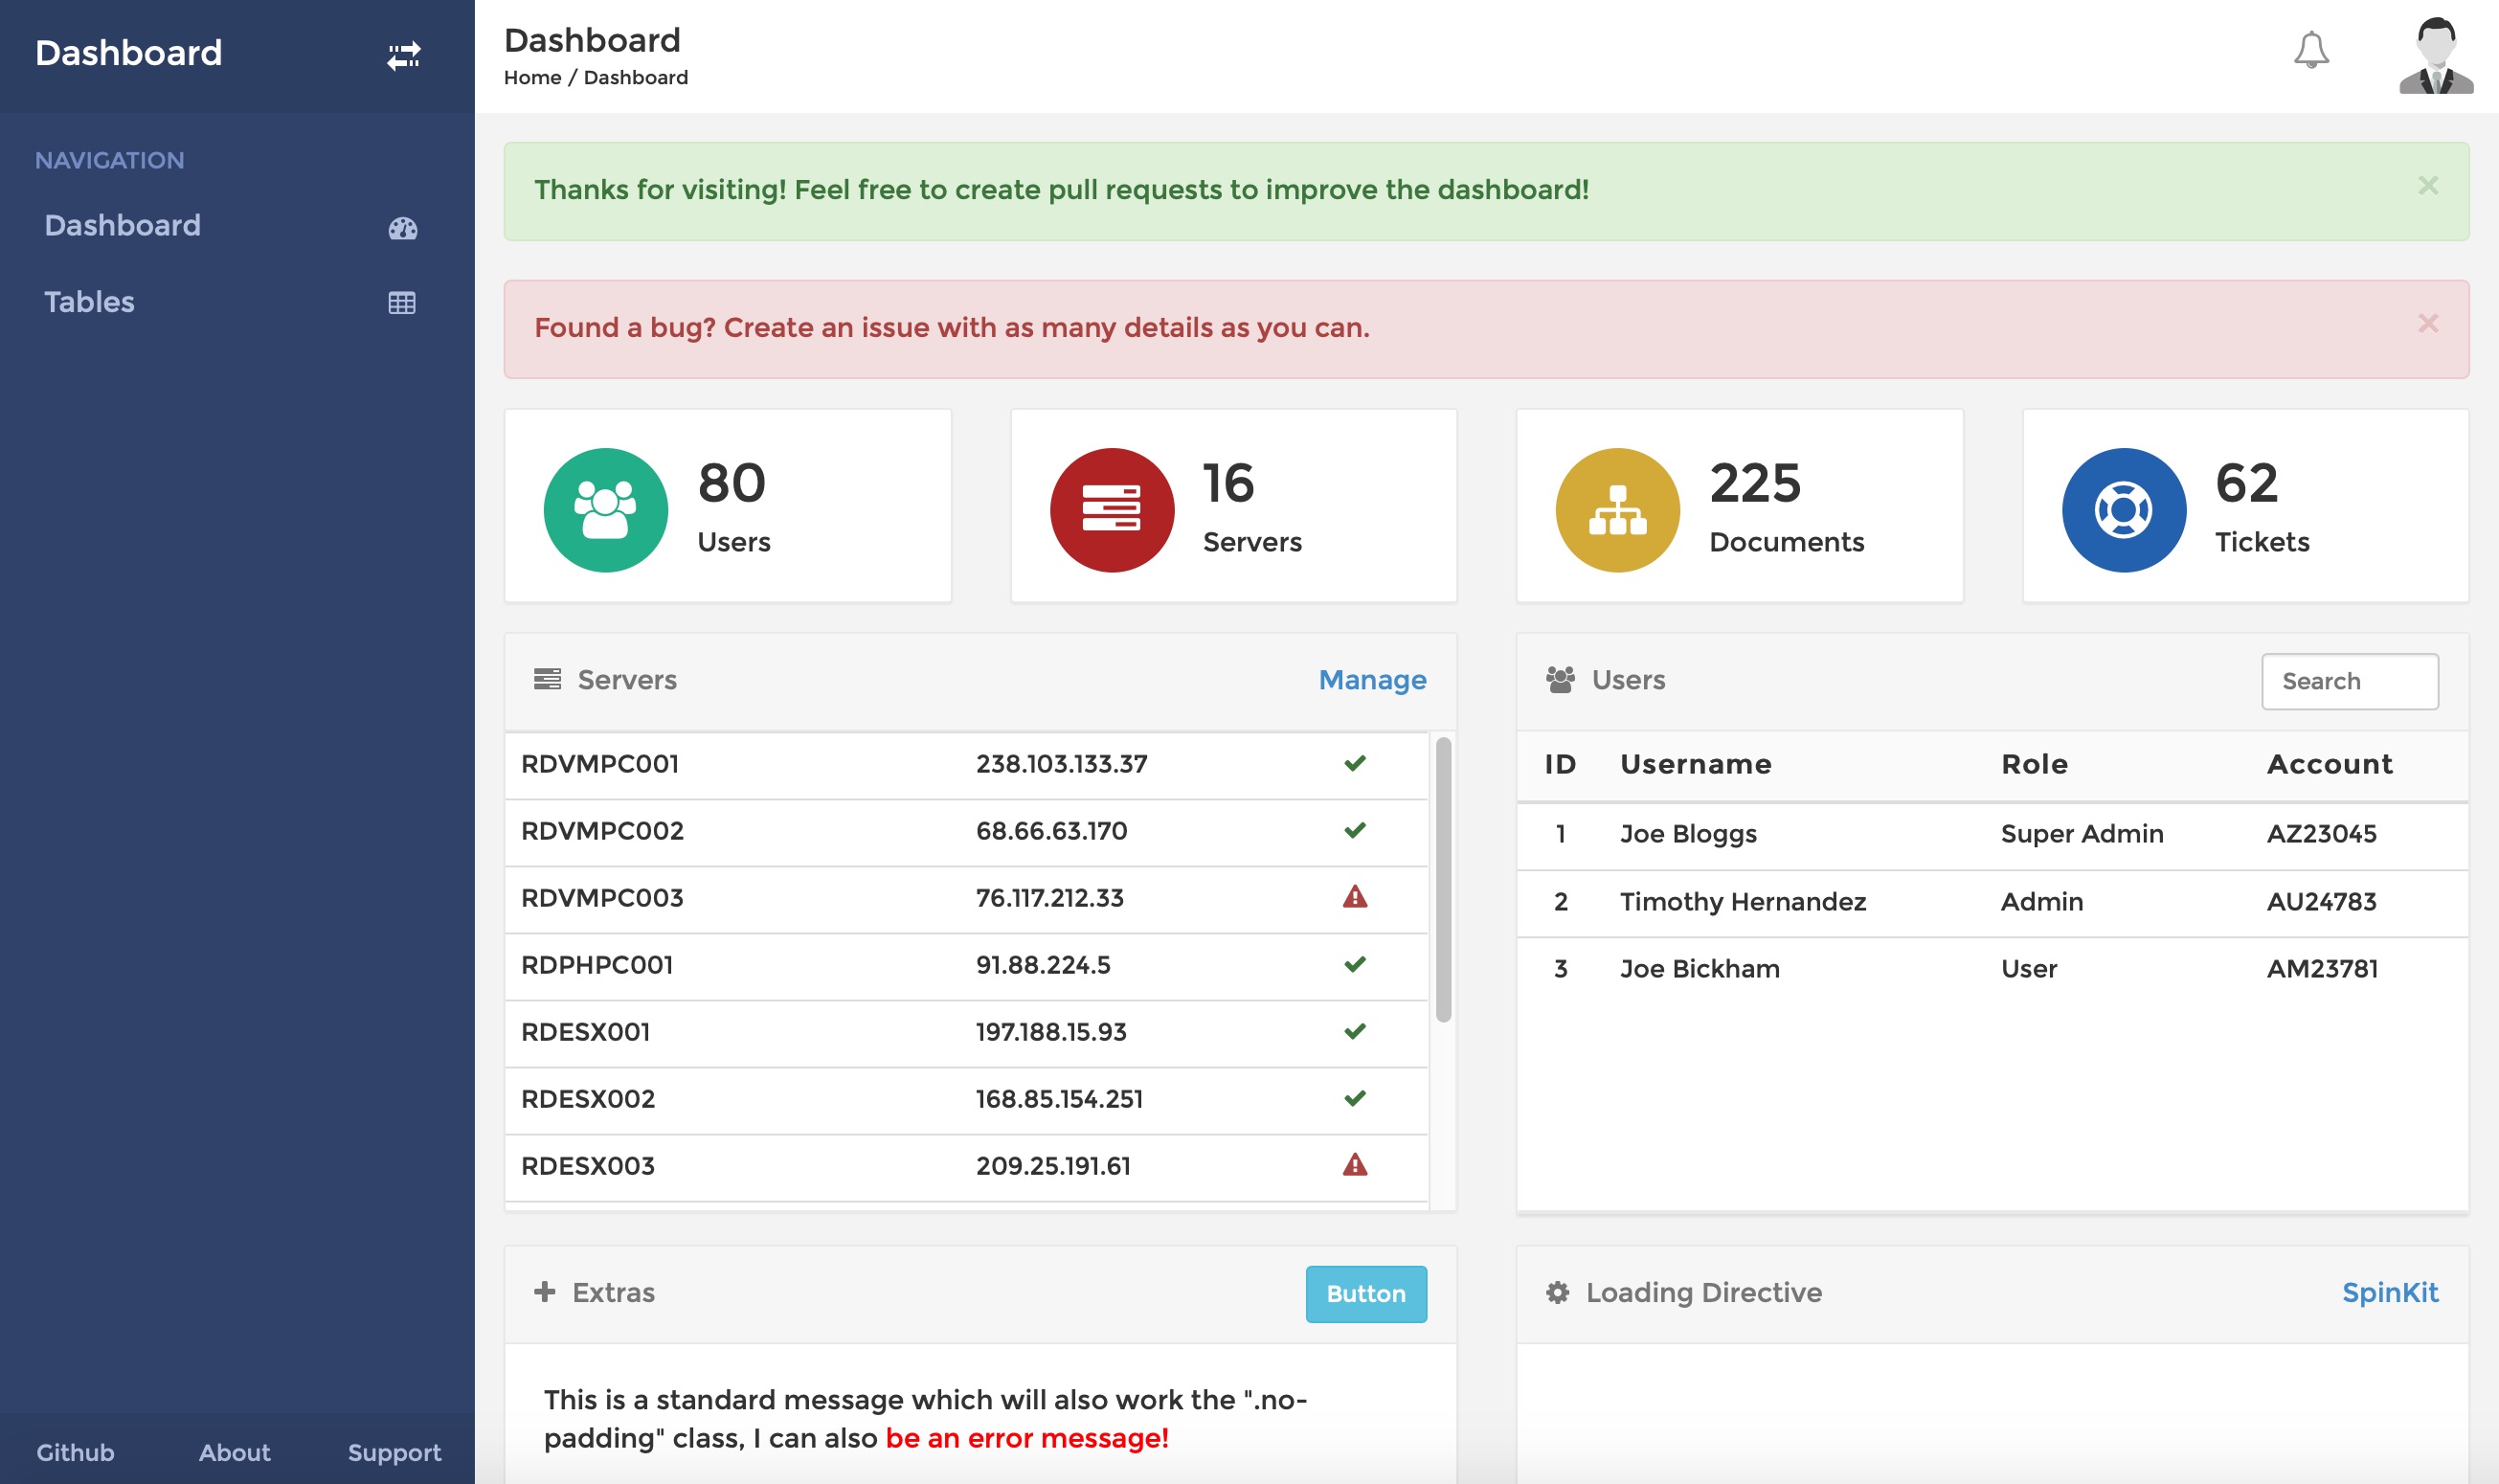 Dashboard
NAVIGATION
Dashboard
Tables
Github About Support
Dashboard
Home / Dashboard
Thanks for visiting! Feel free to create pull requests to improve the dashboard!
×
Found a bug? Create an issue with as many details as you can.
×
80
Users
16
Servers
225
Documents
62
Tickets
Servers Manage
RDVMPC001 238.103.133.37
RDVMPC002 68.66.63.170
RDVMPC003 76.117.212.33
RDPHPC001 91.88.224.5
RDESX001 197.188.15.93
RDESX002 168.85.154.251
RDESX003 209.25.191.61
Users Search
ID Username Role Account
1 Joe Bloggs Super Admin AZ23045
2 Timothy Hernandez Admin AU24783
3 Joe Bickham User AM23781
Extras Button
This is a standard message which will also work the ".no-
padding" class, I can also be an error message!
Loading Directive SpinKit